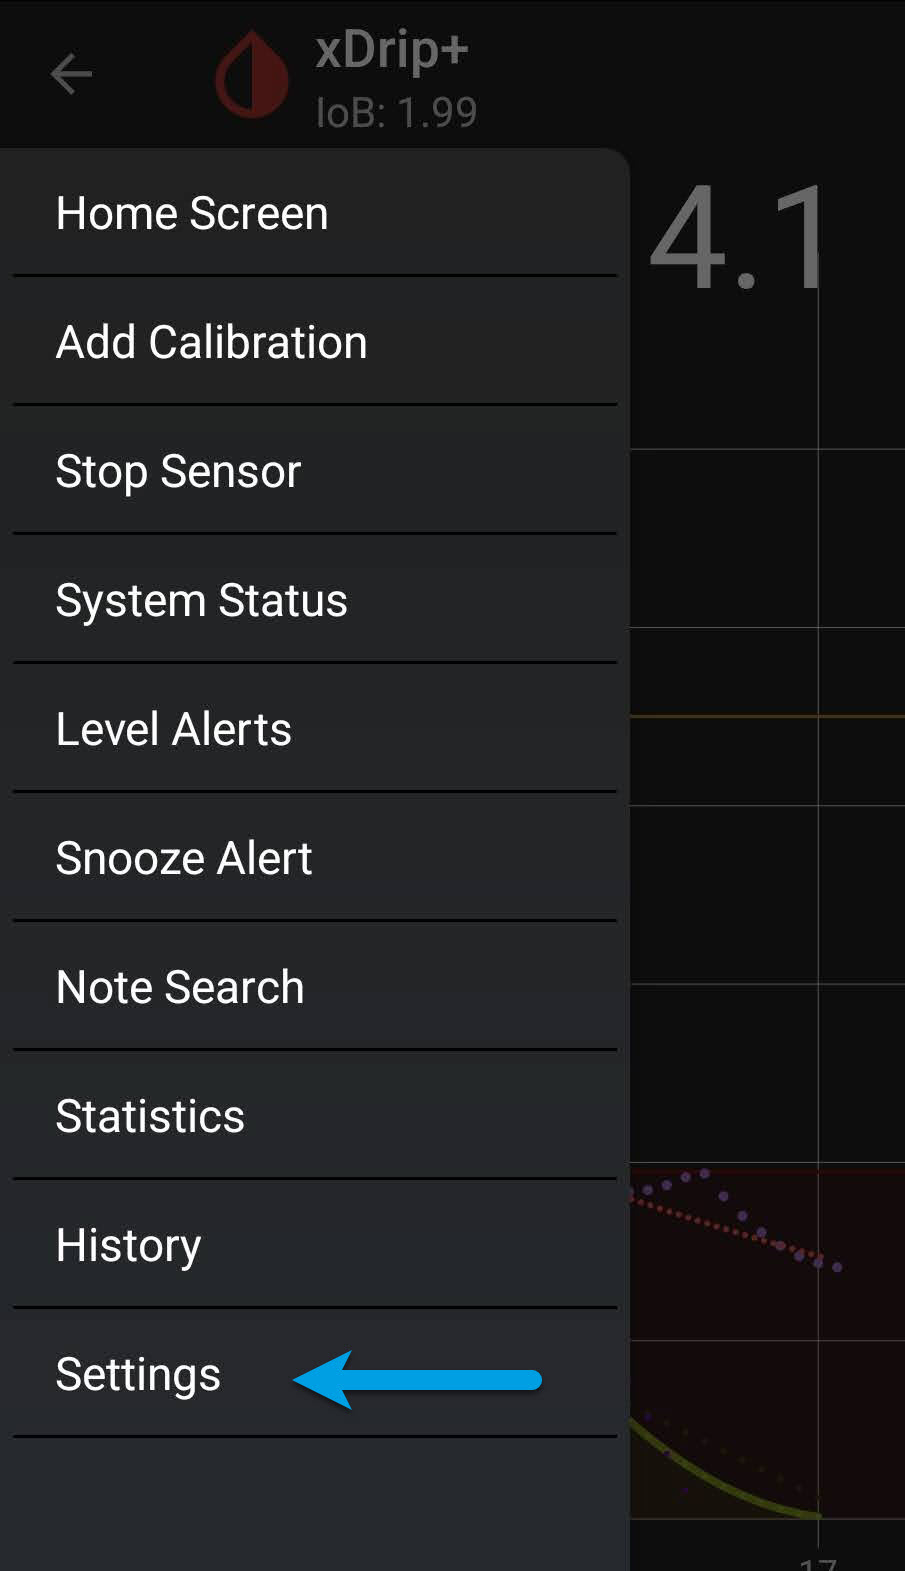 xDrip+
IoB: 1.99
4.1
Home Screen
Add Calibration
Stop Sensor
System Status
Level Alerts
Snooze Alert
Note Search
Statistics
History
Settings
17